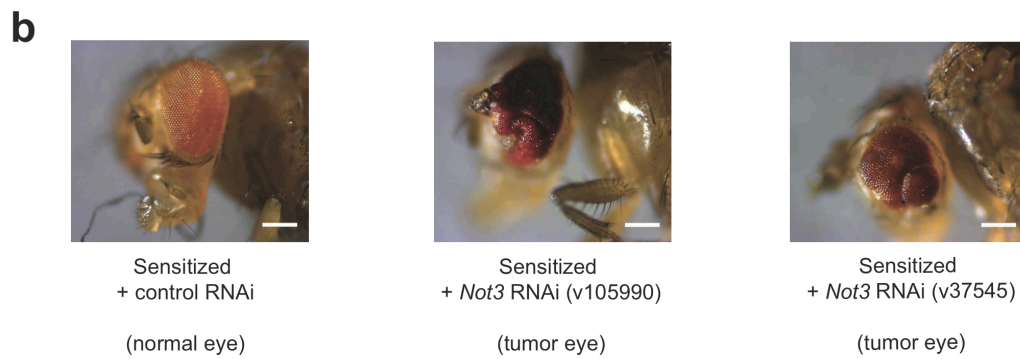 b
Sensitized
+ control RNAi
(normal eye)
Sensitized
+ Not3 RNAi (v105990)
(tumor eye)
Sensitized
+ Not3 RNAi (v37545)
(tumor eye)